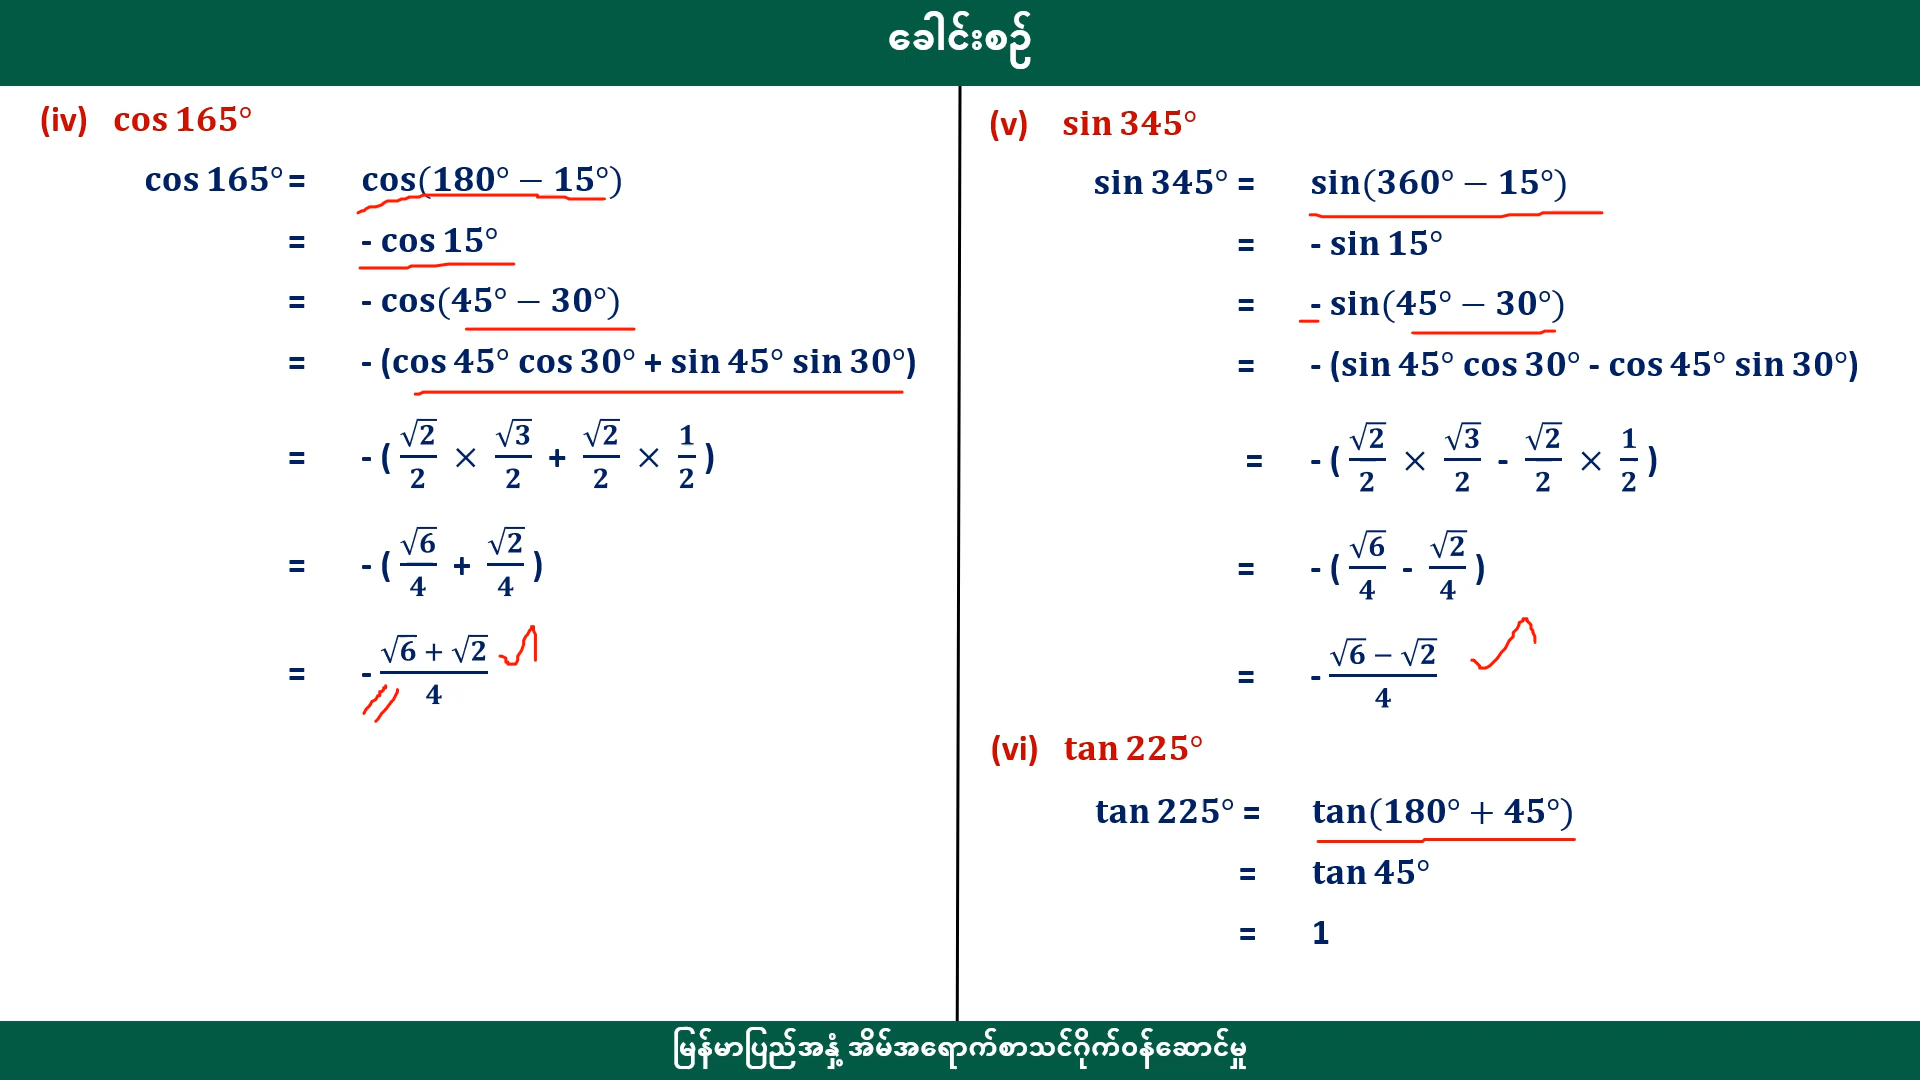 ခေါင်းစဉ်
(iv) cos 165°
cos 165° = cos(180° − 15°)
= - cos 15°
= - cos(45° − 30°)
= - (cos 45° cos 30° + sin 45° sin 30°)
= - ( √2/2 × √3/2 + √2/2 × 1/2 )
= - ( √6/4 + √2/4 )
= - (√6 + √2)/4
(v) sin 345°
sin 345° = sin(360° − 15°)
= - sin 15°
= - sin(45° − 30°)
= - (sin 45° cos 30° - cos 45° sin 30°)
= - ( √2/2 × √3/2 - √2/2 × 1/2 )
= - ( √6/4 - √2/4 )
= - (√6 − √2)/4
(vi) tan 225°
tan 225° = tan(180° + 45°)
= tan 45°
= 1
မြန်မာပြည်အနှံ့ အိမ်အရောက်စာသင်ဂိုက်ဝန်ဆောင်မှု